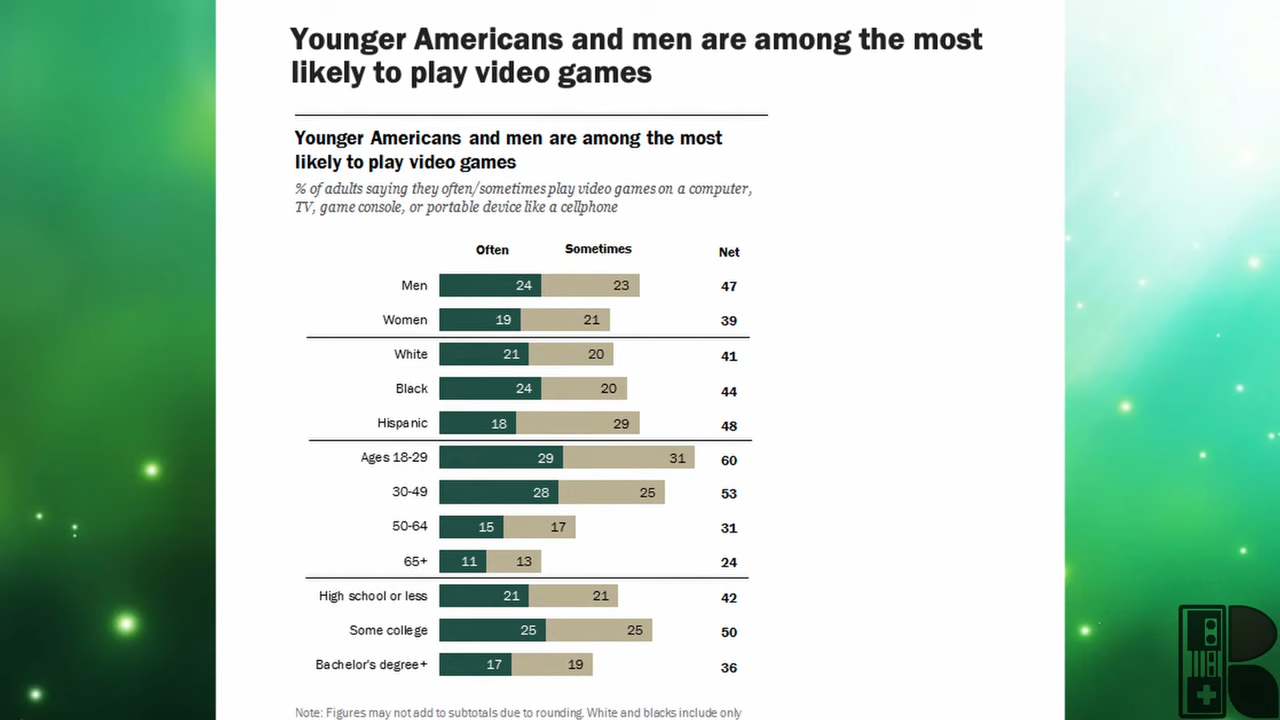 Younger Americans and men are among the most
likely to play video games
Younger Americans and men are among the most
likely to play video games
% of adults saying they often/sometimes play video games on a computer,
TV, game console, or portable device like a cellphone
Often Sometimes Net
Men 24 23 47
Women 19 21 39
White 21 20 41
Black 24 20 44
Hispanic 18 29 48
Ages 18-29 29 31 60
30-49 28 25 53
50-64 15 17 31
65+ 11 13 24
High school or less 21 21 42
Some college 25 25 50
Bachelor's degree+ 17 19 36
Note: Figures may not add to subtotals due to rounding. White and blacks include only